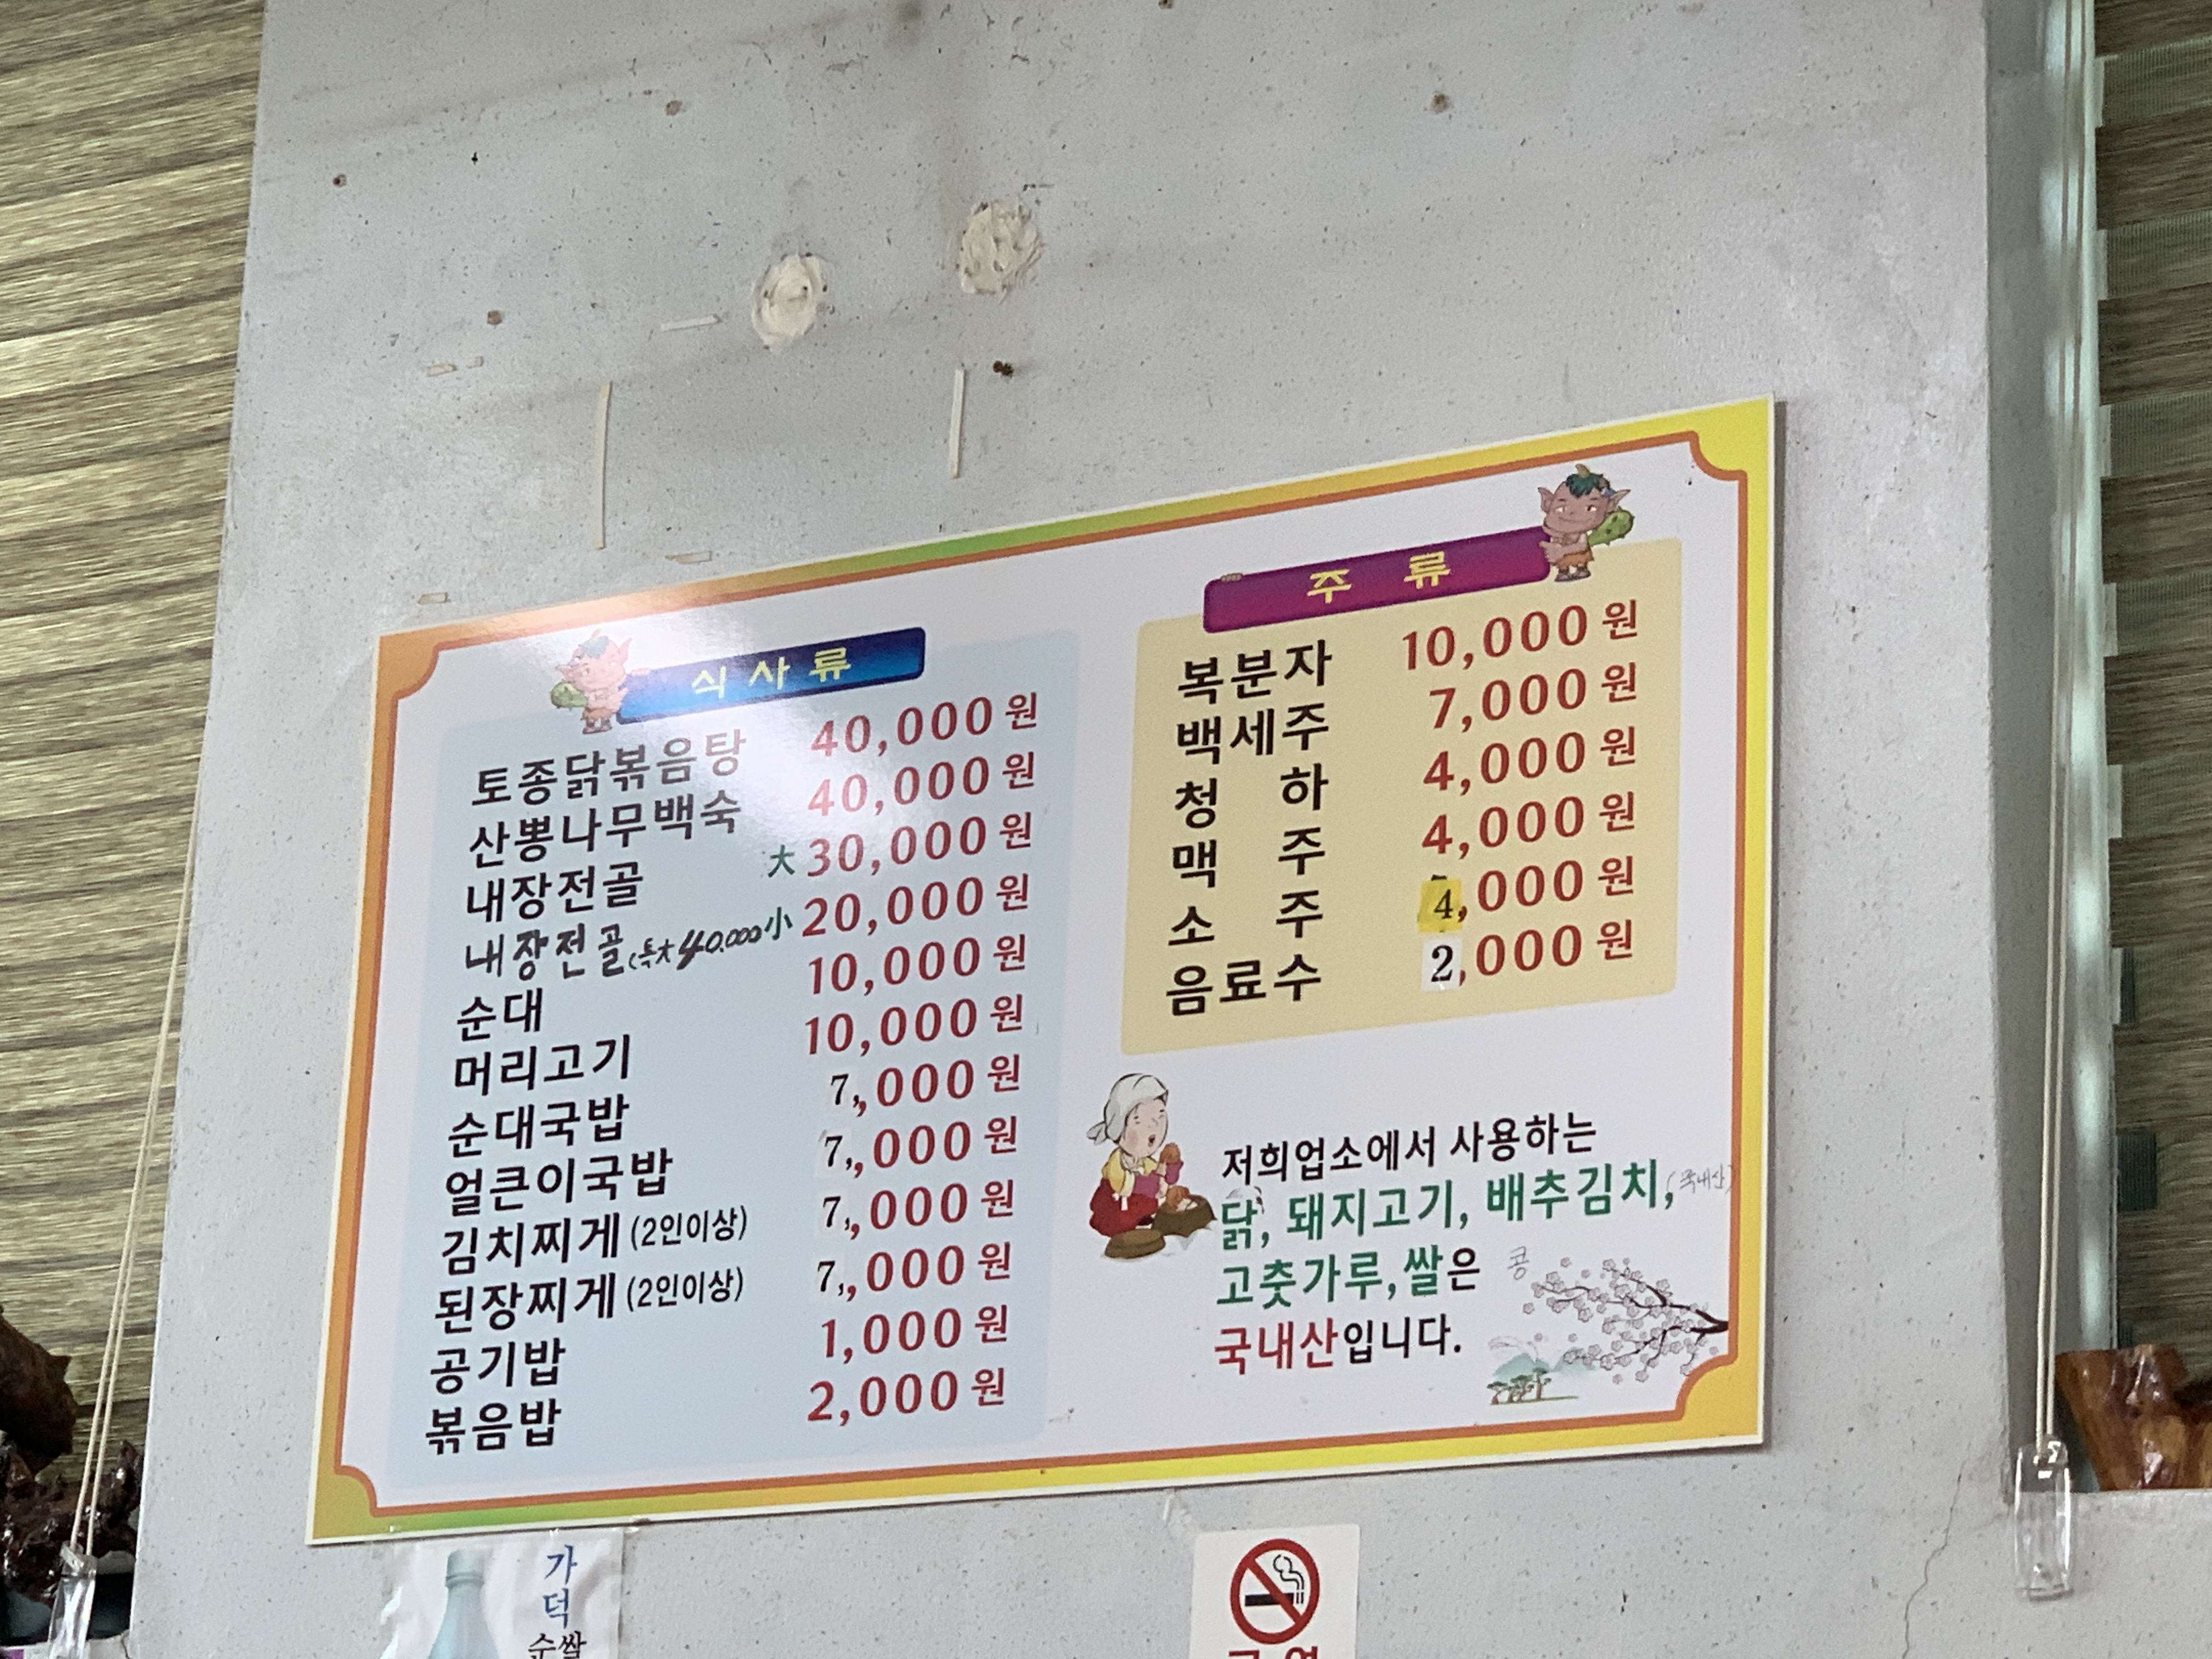 식사류
토종닭볶음탕 40,000원
산뽕나무백숙 40,000원
내장전골 大 30,000원
내장전골(특大 40,000 小 20,000원
순대 10,000원
머리고기 10,000원
순대국밥 7,,000원
얼큰이국밥 7,,000원
김치찌게(2인이상) 7,,000원
된장찌게(2인이상) 7,,000원
공기밥 1,000원
볶음밥 2,000원
주류
복분자 10,000원
백세주 7,000원
청하 4,000원
맥주 4,000원
소주 4,000원
음료수 2,000원
저희업소에서 사용하는
닭, 돼지고기, 배추김치,(국내산)
고춧가루,쌀은 콩
국내산입니다.
가덕
순쌀
금연